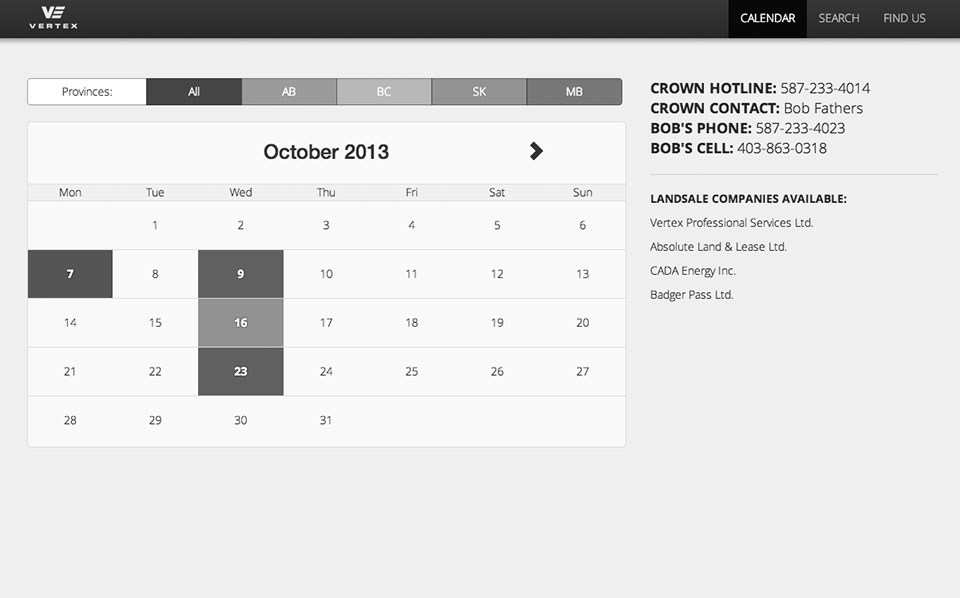 VERTEX
CALENDAR SEARCH FIND US
Provinces: All AB BC SK MB
October 2013
Mon Tue Wed Thu Fri Sat Sun
1 2 3 4 5 6
7 8 9 10 11 12 13
14 15 16 17 18 19 20
21 22 23 24 25 26 27
28 29 30 31
CROWN HOTLINE: 587-233-4014
CROWN CONTACT: Bob Fathers
BOB'S PHONE: 587-233-4023
BOB'S CELL: 403-863-0318
LANDSALE COMPANIES AVAILABLE:
Vertex Professional Services Ltd.
Absolute Land & Lease Ltd.
CADA Energy Inc.
Badger Pass Ltd.